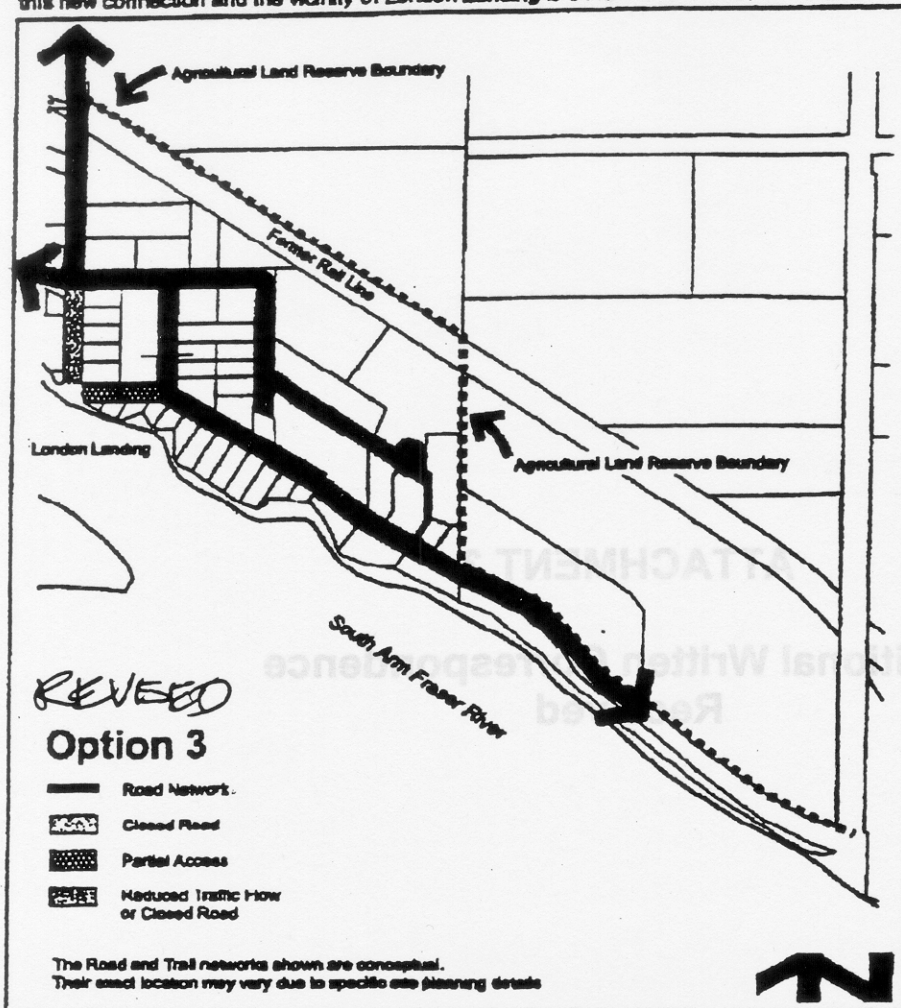 this new connection and the vicinity of London Landing is
Agricultural Land Reserve Boundary
Former Rail Line
London Landing
Agricultural Land Reserve Boundary
ATTACHMENT
Written Correspondence
South Arm Fraser River
REVISED
Option 3
Road Network
Closed Road
Partial Access
Reduced Traffic Flow
or Closed Road
The Road and Trail networks shown are conceptual.
Their exact location may vary due to specific site planning details
N